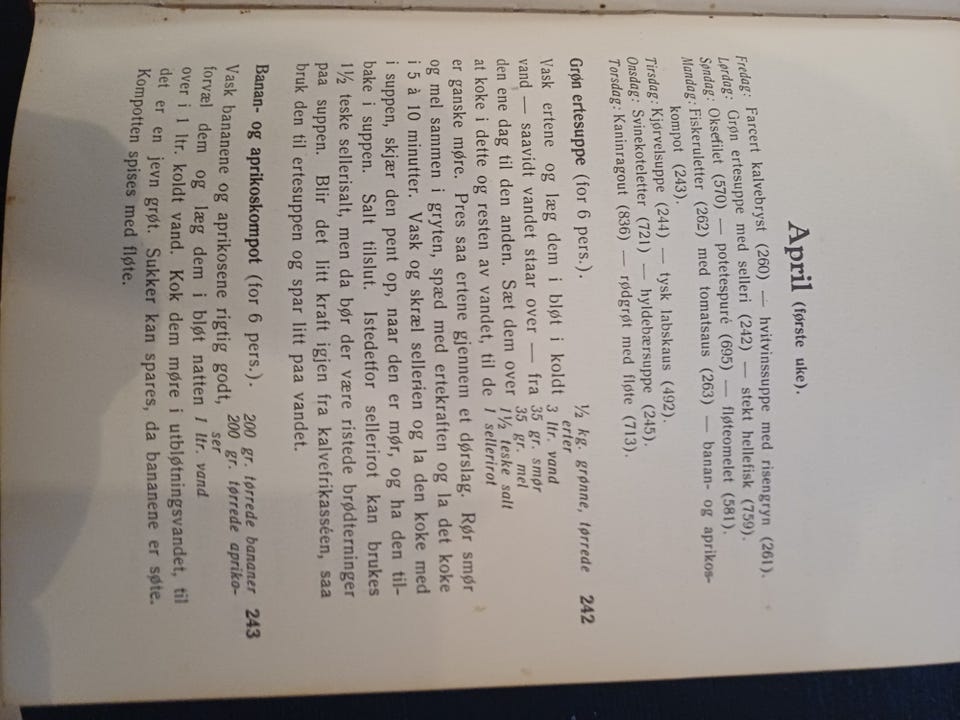 April (første uke).
Fredag: Farcert kalvebryst (260) — hvitvinssuppe med risengryn (261).
Lørdag: Grøn ertesuppe med selleri (242) — stekt hellefisk (759).
Søndag: Oksefilet (570) — potetespuré (695) — fløteomelet (581).
Mandag: Fiskeruletter (262) med tomatsaus (263) — banan- og aprikos-
kompot (243).
Tirsdag: Kjørvelsuppe (244) — tysk labskaus (492).
Onsdag: Svinekoteletter (721) — hyldebærsuppe (245).
Torsdag: Kaninragout (836) — rødgrøt med fløte (713).
Grøn ertesuppe (for 6 pers.).
½ kg. grønne, tørrede 242
erter
3 ltr. vand
35 gr. smør
35 gr. mel
1½ teske salt
1 sellerirot
Vask ertene og læg dem i bløt i koldt
vand — saavidt vandet staar over — fra
den ene dag til den anden. Sæt dem over
at koke i dette og resten av vandet, til de
er ganske møre. Pres saa ertene gjennem et dørslag. Rør smør
og mel sammen i gryten, spæd med ertekraften og la det koke
i 5 à 10 minutter. Vask og skræl sellerien og la den koke med
i suppen, skjær den pent op, naar den er mør, og ha den til-
bake i suppen. Salt tilslut. Istedetfor sellerirot kan brukes
1½ teske sellerisalt, men da bør der være ristede brødterninger
paa suppen. Blir det litt kraft igjen fra kalvefrikasséen, saa
bruk den til ertesuppen og spar litt paa vandet.
Banan- og aprikoskompot (for 6 pers.).
200 gr. tørrede bananer 243
200 gr. tørrede apriko-
ser
1 ltr. vand
Vask bananene og aprikosene rigtig godt,
forvæl dem og læg dem i bløt natten
over i 1 ltr. koldt vand. Kok dem møre i utbløtningsvandet, til
det er en jevn grøt. Sukker kan spares, da bananene er søte.
Kompotten spises med fløte.